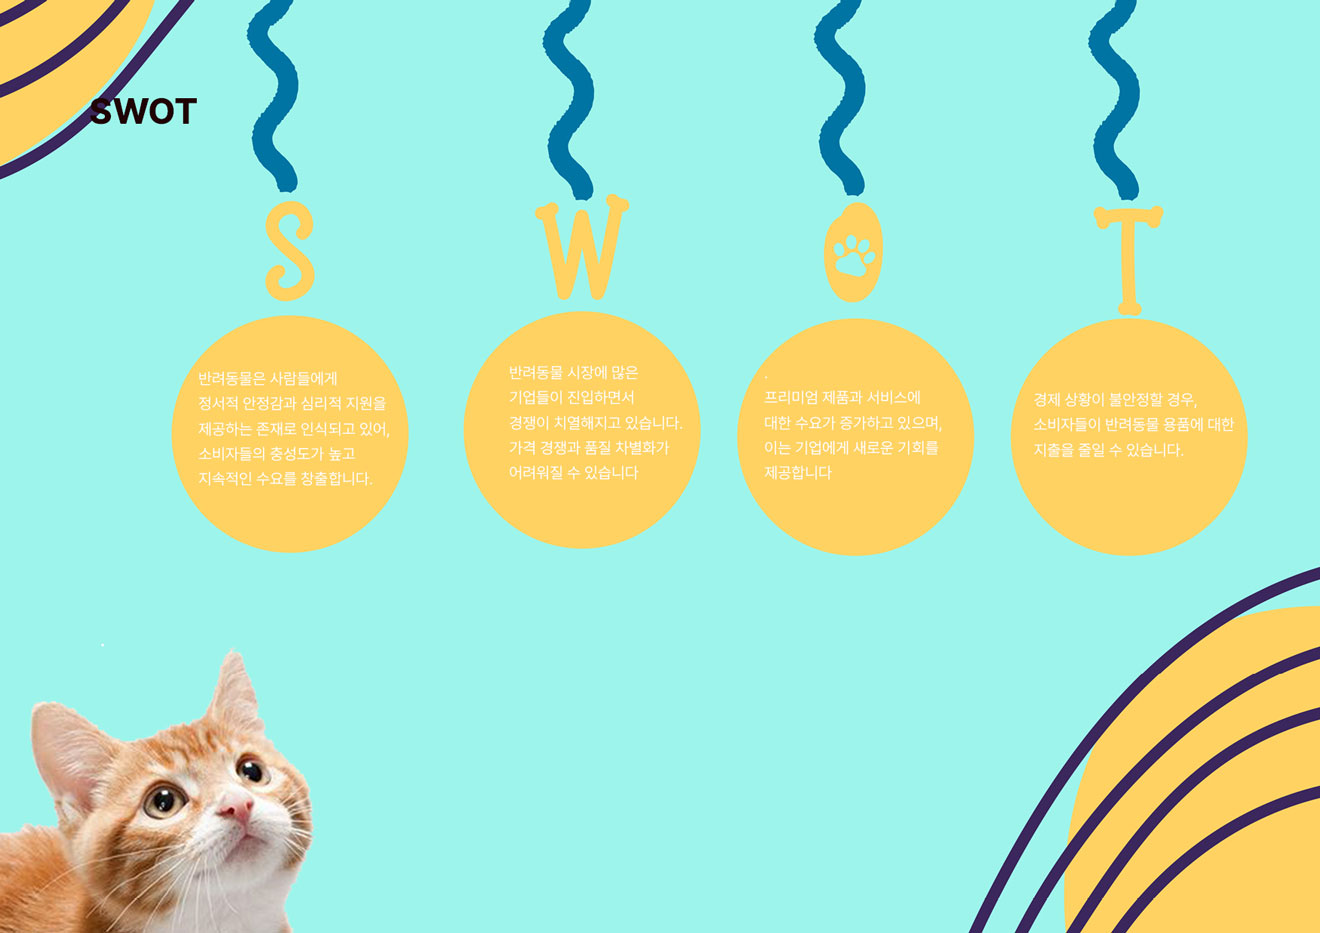 SWOT
S
반려동물은 사람들에게
정서적 안정감과 심리적 지원을
제공하는 존재로 인식되고 있어,
소비자들의 충성도가 높고
지속적인 수요를 창출합니다.
W
반려동물 시장에 많은
기업들이 진입하면서
경쟁이 치열해지고 있습니다.
가격 경쟁과 품질 차별화가
어려워질 수 있습니다
O
.
프리미엄 제품과 서비스에
대한 수요가 증가하고 있으며,
이는 기업에게 새로운 기회를
제공합니다
T
경제 상황이 불안정할 경우,
소비자들이 반려동물 용품에 대한
지출을 줄일 수 있습니다.